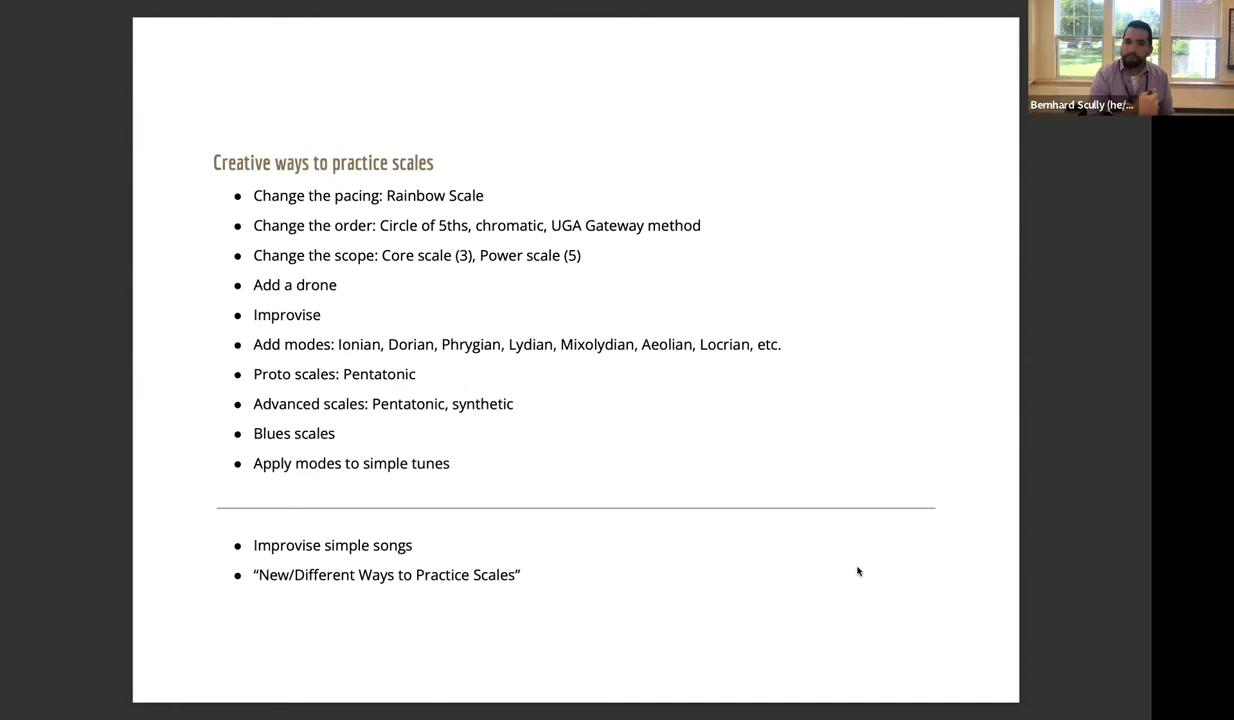 Bernhard Scully (he/...
Creative ways to practice scales
● Change the pacing: Rainbow Scale
● Change the order: Circle of 5ths, chromatic, UGA Gateway method
● Change the scope: Core scale (3), Power scale (5)
● Add a drone
● Improvise
● Add modes: Ionian, Dorian, Phrygian, Lydian, Mixolydian, Aeolian, Locrian, etc.
● Proto scales: Pentatonic
● Advanced scales: Pentatonic, synthetic
● Blues scales
● Apply modes to simple tunes
● Improvise simple songs
● “New/Different Ways to Practice Scales”